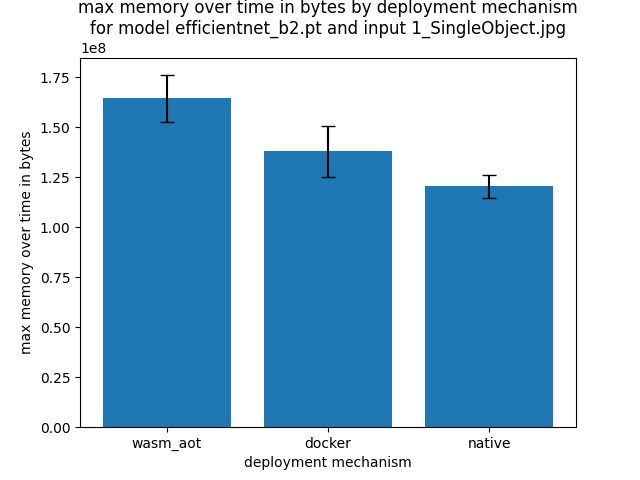 max memory over time in bytes by deployment mechanism
for model efficientnet_b2.pt and input 1_SingleObject.jpg
1e8
1.75
1.50
1.25
1.00
0.75
0.50
0.25
0.00
max memory over time in bytes
wasm_aot docker native
deployment mechanism